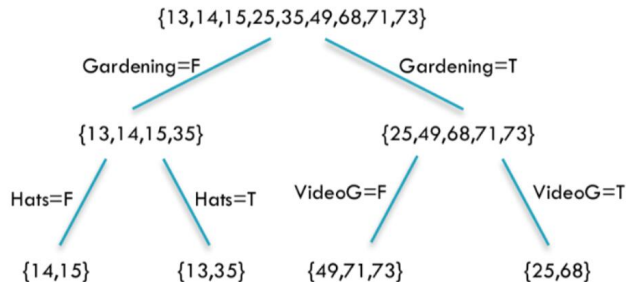 {13,14,15,25,35,49,68,71,73}
Gardening=F Gardening=T
{13,14,15,35} {25,49,68,71,73}
Hats=F Hats=T VideoG=F VideoG=T
{14,15} {13,35} {49,71,73} {25,68}